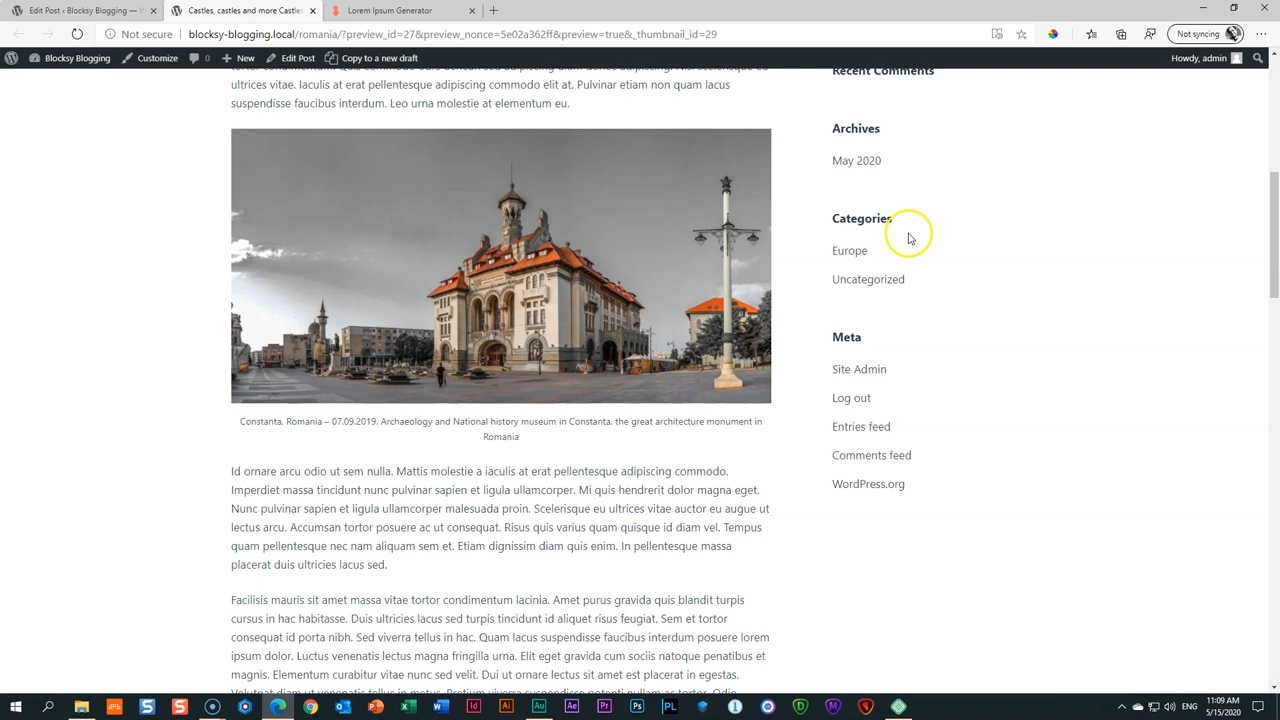 Edit Post ‹ Blocksy Blogging — W
Castles, castles and more Castles
Lorem Ipsum Generator
Not secure
blocksy-blogging.local/romania/?preview_id=27&preview_nonce=5e02a362ff&preview=true&_thumbnail_id=29
Not syncing
Blocksy Blogging
Customize
0
New
Edit Post
Copy to a new draft
Howdy, admin
ultrices vitae. Iaculis at erat pellentesque adipiscing commodo elit at. Pulvinar etiam non quam lacus
suspendisse faucibus interdum. Leo urna molestie at elementum eu.
Constanta, Romania – 07.09.2019. Archaeology and National history museum in Constanta, the great architecture monument in
Romania
Id ornare arcu odio ut sem nulla. Mattis molestie a iaculis at erat pellentesque adipiscing commodo.
Imperdiet massa tincidunt nunc pulvinar sapien et ligula ullamcorper. Mi quis hendrerit dolor magna eget.
Nunc pulvinar sapien et ligula ullamcorper malesuada proin. Scelerisque eu ultrices vitae auctor eu augue ut
lectus arcu. Accumsan tortor posuere ac ut consequat. Risus quis varius quam quisque id diam vel. Tempus
quam pellentesque nec nam aliquam sem et. Etiam dignissim diam quis enim. In pellentesque massa
placerat duis ultricies lacus sed.
Facilisis mauris sit amet massa vitae tortor condimentum lacinia. Amet purus gravida quis blandit turpis
cursus in hac habitasse. Duis ultricies lacus sed turpis tincidunt id aliquet risus feugiat. Sem et tortor
consequat id porta nibh. Sed viverra tellus in hac. Quam lacus suspendisse faucibus interdum posuere lorem
ipsum dolor. Luctus venenatis lectus magna fringilla urna. Elit eget gravida cum sociis natoque penatibus et
magnis. Elementum curabitur vitae nunc sed velit. Dui ut ornare lectus sit amet est placerat in egestas.
Recent Comments
Archives
May 2020
Categories
Europe
Uncategorized
Meta
Site Admin
Log out
Entries feed
Comments feed
WordPress.org
11:09 AM
5/15/2020